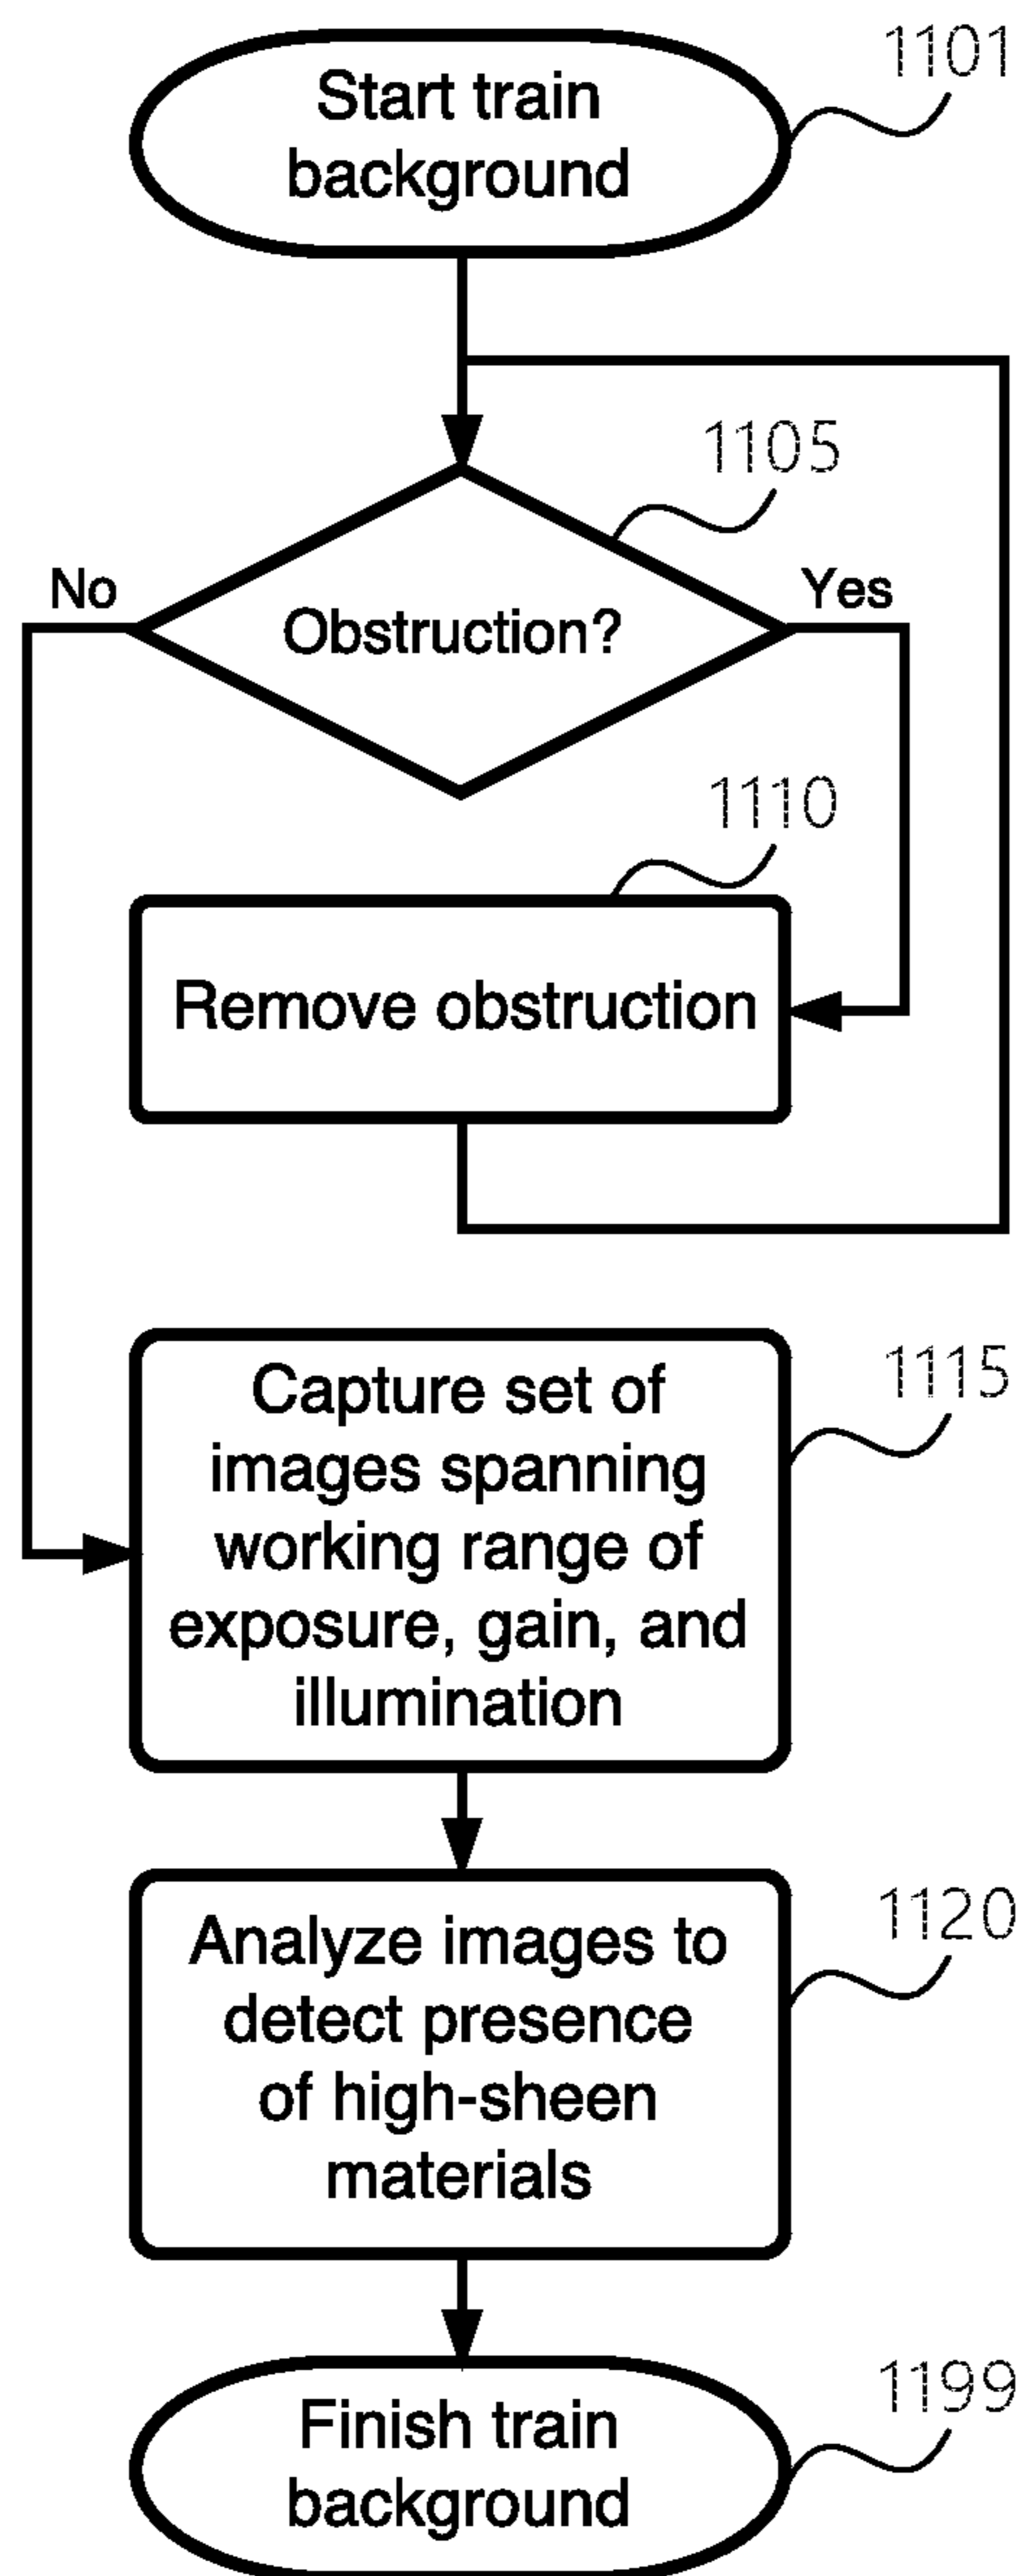 1101
Start train
background
1105
No
Yes
Obstruction?
1110
Remove obstruction
1115
Capture set of
images spanning
working range of
exposure, gain, and
illumination
1120
Analyze images to
detect presence
of high-sheen
materials
1199
Finish train
background